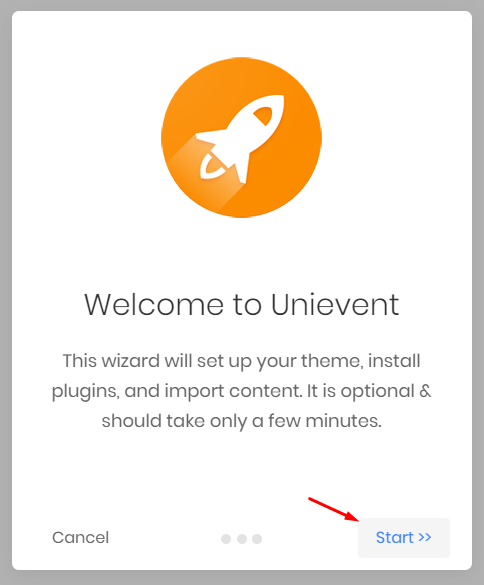 Welcome to Unievent
This wizard will set up your theme, install
plugins, and import content. It is optional &
should take only a few minutes.
Cancel
Start >>